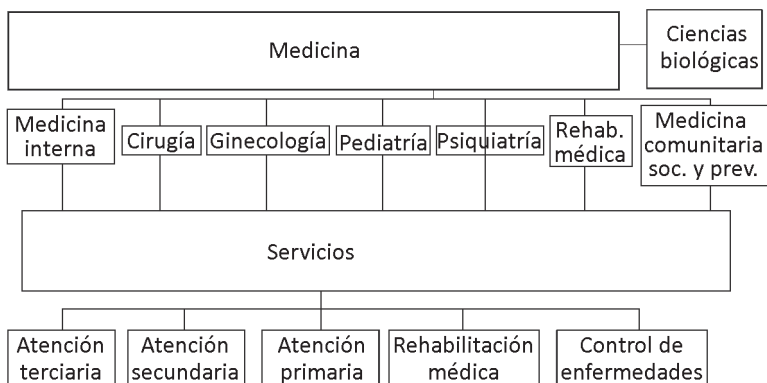 Medicina
Ciencias
biológicas
Medicina
interna
Cirugía
Ginecología
Pediatría
Psiquiatría
Rehab.
médica
Medicina
comunitaria
soc. y prev.
Servicios
Atención
terciaria
Atención
secundaria
Atención
primaria
Rehabilitación
médica
Control de
enfermedades